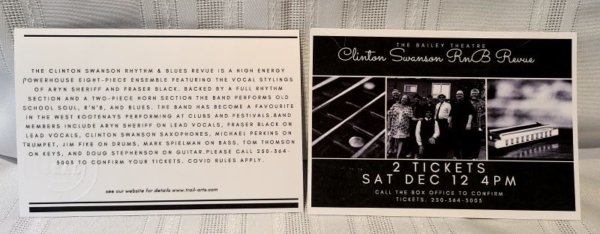 THE CLINTON SWANSON RHYTHM & BLUES REVUE IS A HIGH ENERGY
POWERHOUSE EIGHT-PIECE ENSEMBLE FEATURING THE VOCAL STYLINGS
OF ARYN SHERIFF AND FRASER BLACK. BACKED BY A FULL RHYTHM
SECTION AND A TWO-PIECE HORN SECTION THE BAND PERFORMS OLD
SCHOOL SOUL, R'N'B, AND BLUES. THE BAND HAS BECOME A FAVOURITE
IN THE WEST KOOTENAYS PERFORMING AT CLUBS AND FESTIVALS.BAND
MEMBERS INCLUDE ARYN SHERIFF ON LEAD VOCALS, FRASER BLACK ON
LEAD VOCALS, CLINTON SWANSON SAXOPHONES, MICHAEL PERKINS ON
TRUMPET, JIM FIKE ON DRUMS, MARK SPIELMAN ON BASS, TOM THOMSON
ON KEYS, AND DOUG STEPHENSON ON GUITAR.PLEASE CALL 250-364-
5003 TO CONFIRM YOUR TICKETS. COVID RULES APPLY.
see our website for details www.trail-arts.com
THE BAILEY THEATRE
Clinton Swanson RnB Revue
2 TICKETS
SAT DEC 12 4PM
CALL THE BOX OFFICE TO CONFIRM
TICKETS. 250-364-5003